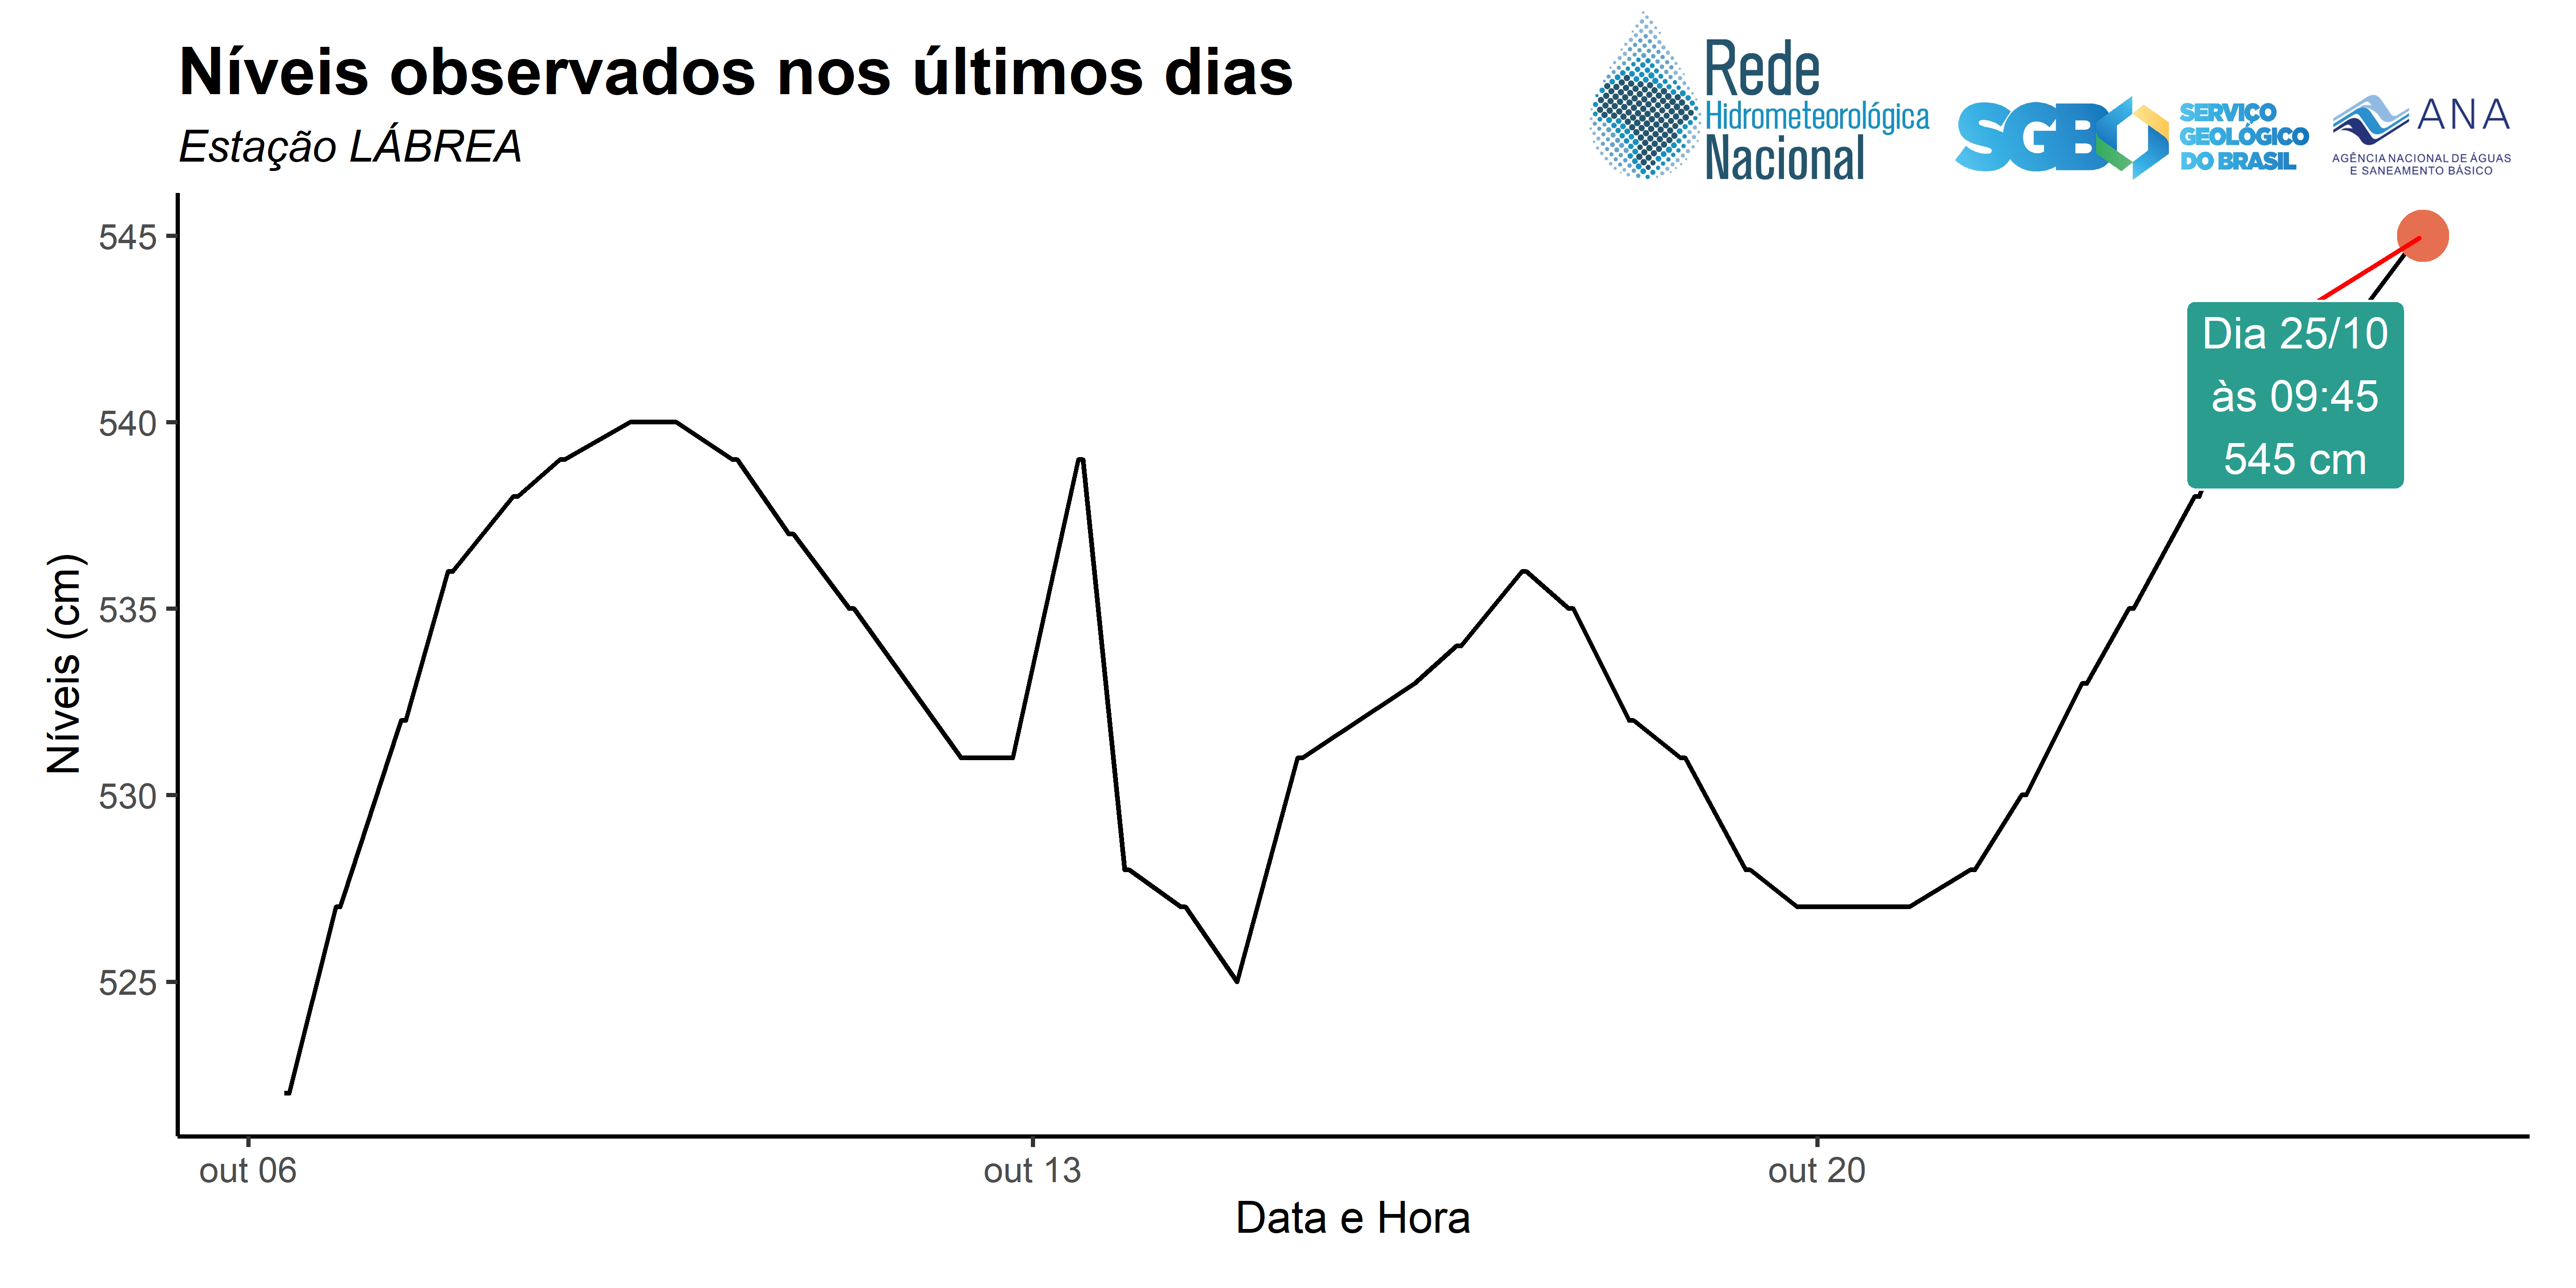 Níveis observados nos últimos dias
Estação LÁBREA
Rede
Hidrometeorológica
Nacional
SGB
SERVIÇO
GEOLÓGICO
DO BRASIL
ANA
AGÊNCIA NACIONAL DE ÁGUAS
E SANEAMENTO BÁSICO
Níveis (cm)
545
540
535
530
525
Dia 25/10
às 09:45
545 cm
out 06
out 13
out 20
Data e Hora